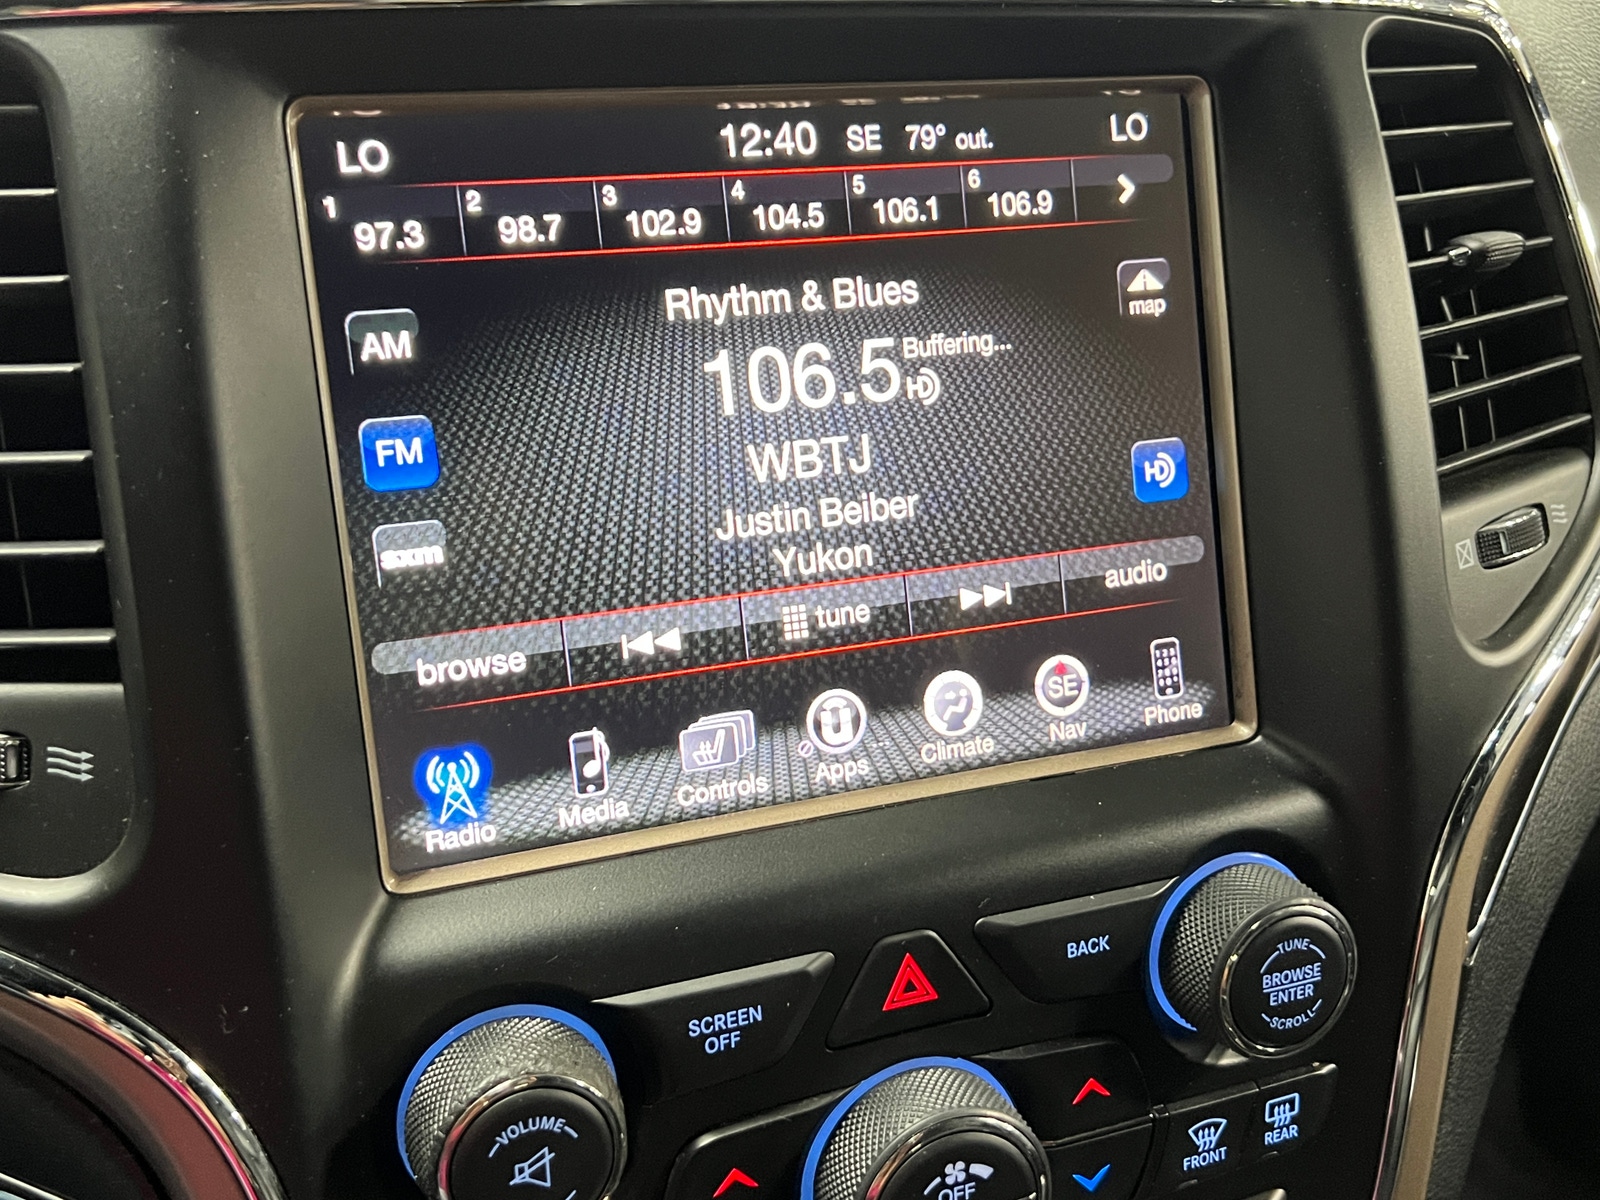 LO
12:40 SE 79° out.
LO
1 97.3
2 98.7
3 102.9
4 104.5
5 106.1
6 106.9
Rhythm & Blues
map
AM
106.5 Buffering...
HD
FM
WBTJ
HD
Justin Beiber
sxm
Yukon
browse
tune
audio
Radio
Media
Controls
Apps
Climate
SE
Nav
Phone
BACK
TUNE
BROWSE
ENTER
SCROLL
SCREEN
OFF
VOLUME
OFF
FRONT
REAR